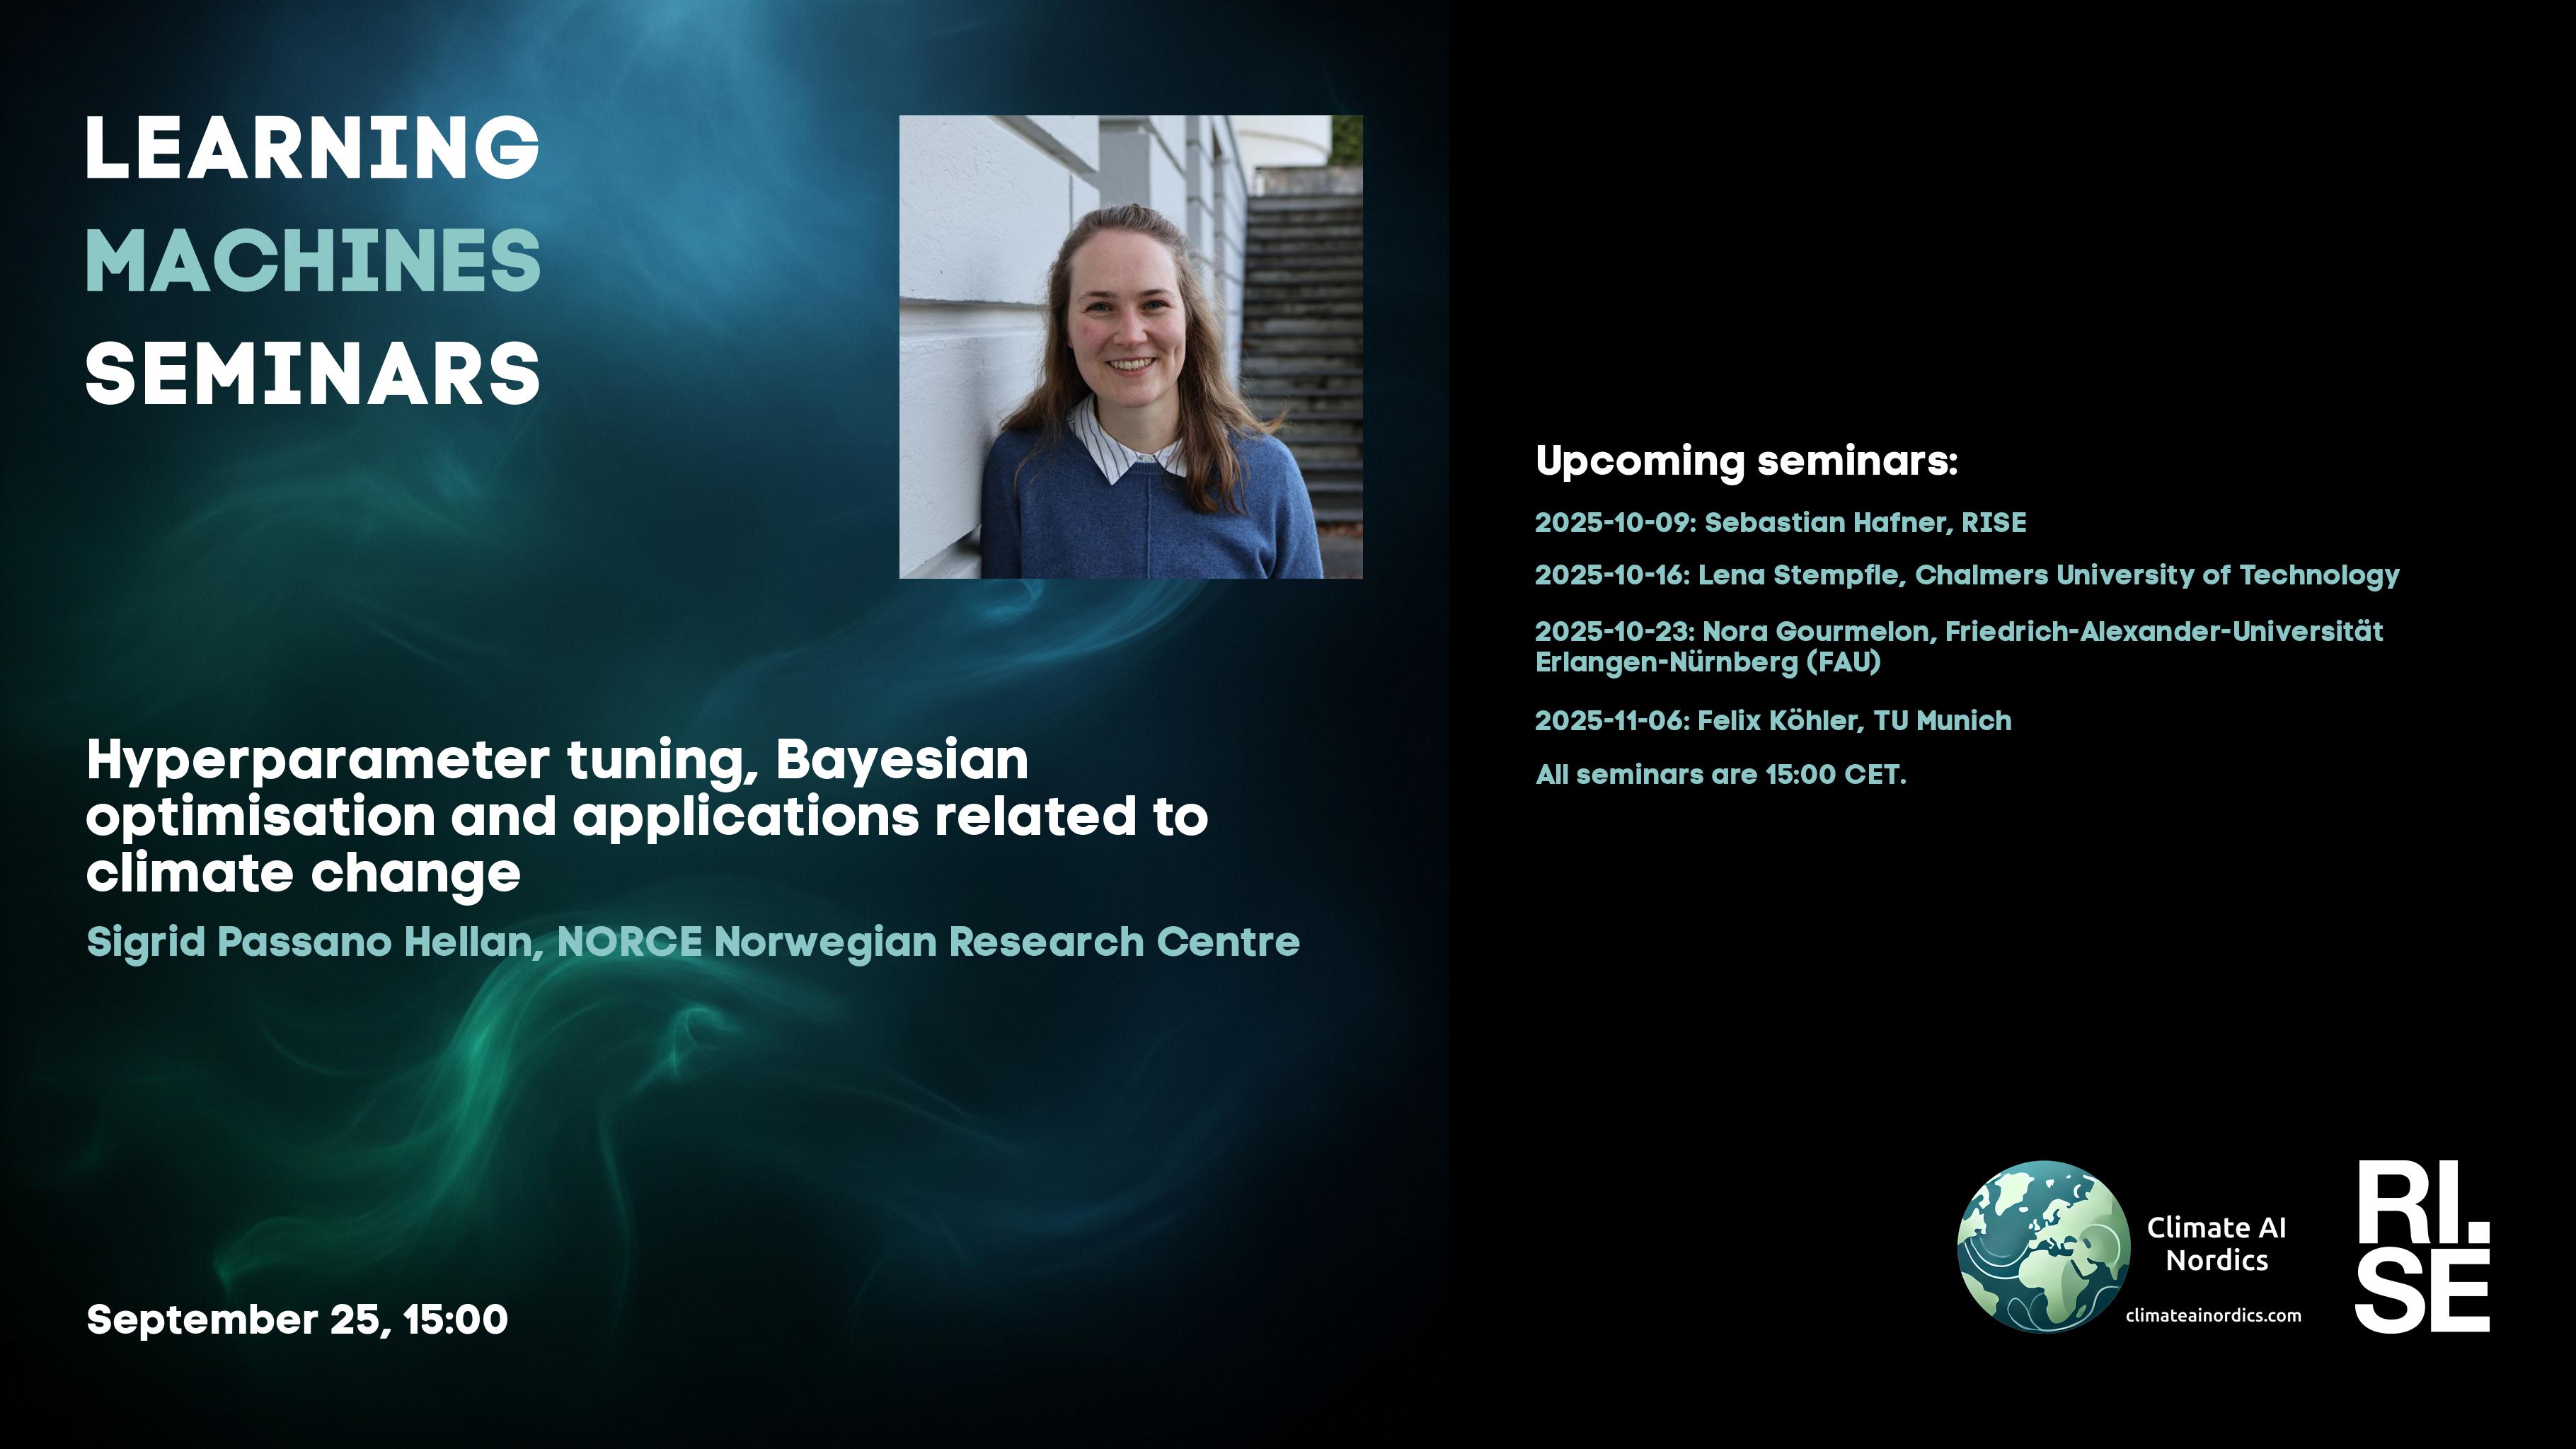 LEARNING
MACHINES
SEMINARS
Hyperparameter tuning, Bayesian
optimisation and applications related to
climate change
Sigrid Passano Hellan, NORCE Norwegian Research Centre
September 25, 15:00
Upcoming seminars:
2025-10-09: Sebastian Hafner, RISE
2025-10-16: Lena Stempfle, Chalmers University of Technology
2025-10-23: Nora Gourmelon, Friedrich-Alexander-Universität
Erlangen-Nürnberg (FAU)
2025-11-06: Felix Köhler, TU Munich
All seminars are 15:00 CET.
Climate AI
Nordics
climateainordics.com
RI.
SE